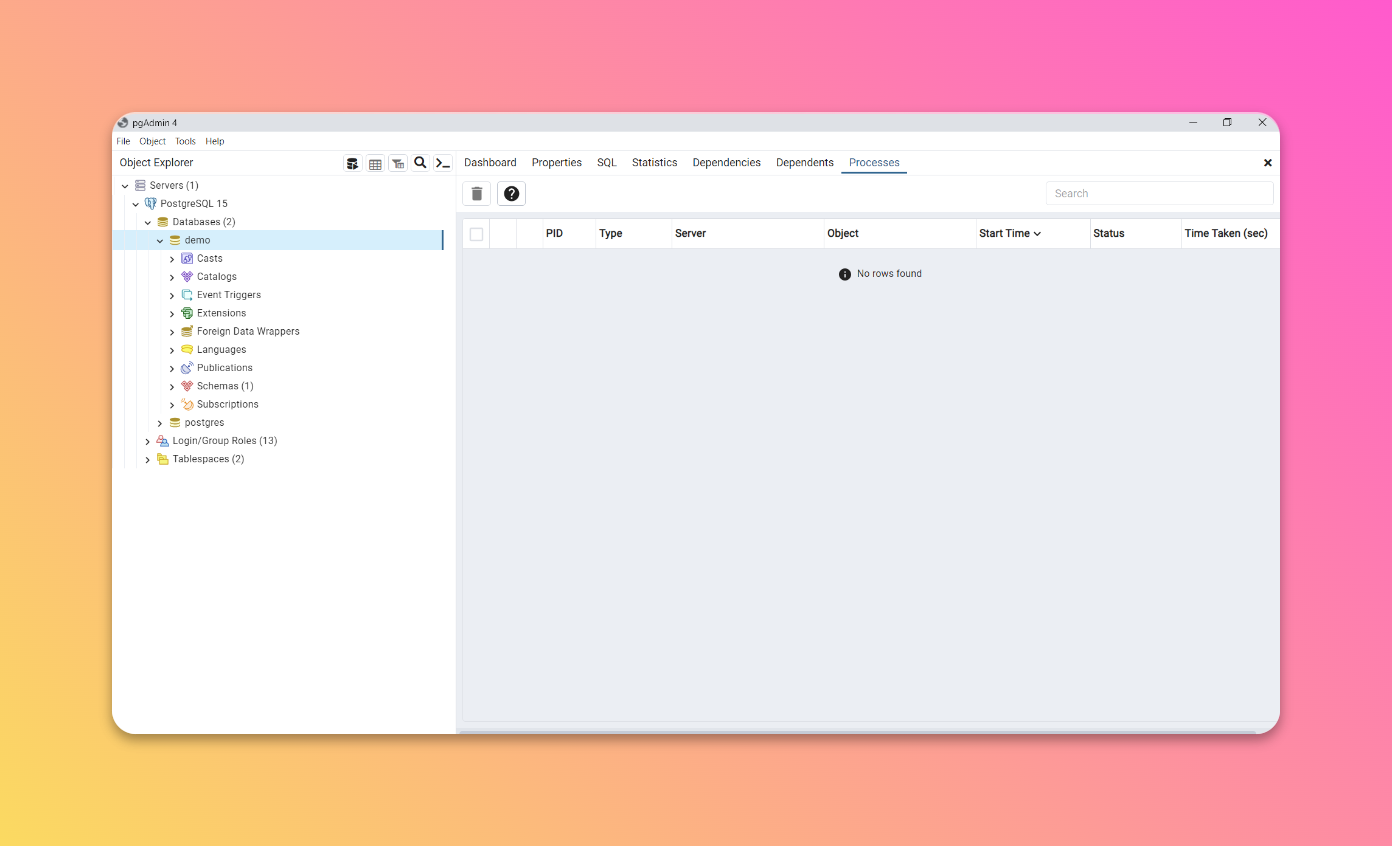 pgAdmin 4
File Object Tools Help
Object Explorer
Dashboard Properties SQL Statistics Dependencies Dependents Processes
Servers (1)
PostgreSQL 15
Databases (2)
demo
Casts
Catalogs
Event Triggers
Extensions
Foreign Data Wrappers
Languages
Publications
Schemas (1)
Subscriptions
postgres
Login/Group Roles (13)
Tablespaces (2)
Search
PID Type Server Object Start Time Status Time Taken (sec)
No rows found